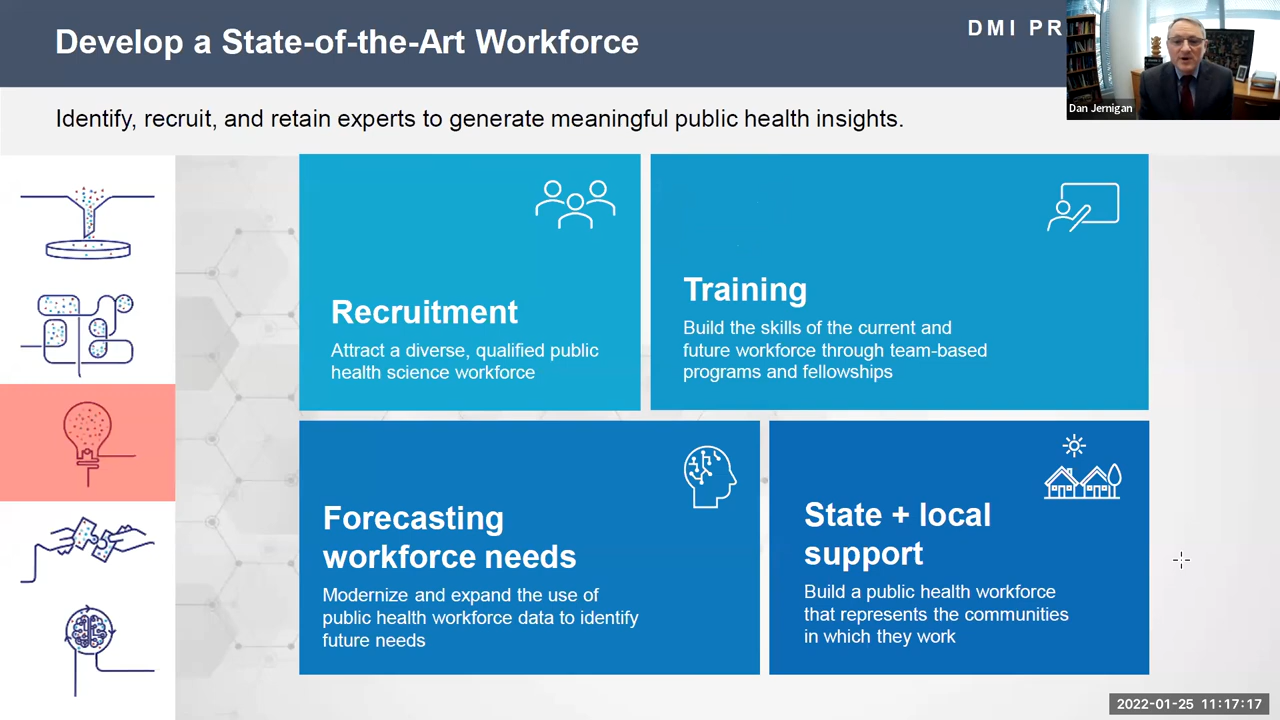 Develop a State-of-the-Art Workforce
DMI PR
Dan Jernigan
Identify, recruit, and retain experts to generate meaningful public health insights.
Recruitment
Attract a diverse, qualified public
health science workforce
Training
Build the skills of the current and
future workforce through team-based
programs and fellowships
Forecasting
workforce needs
Modernize and expand the use of
public health workforce data to identify
future needs
State + local
support
Build a public health workforce
that represents the communities
in which they work
2022-01-25 11:17:17